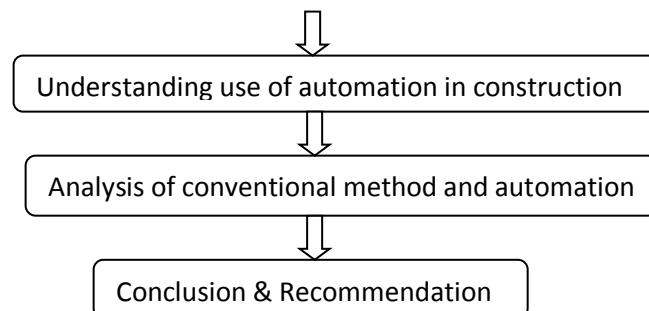 Understanding use of automation in construction
Analysis of conventional method and automation
Conclusion & Recommendation